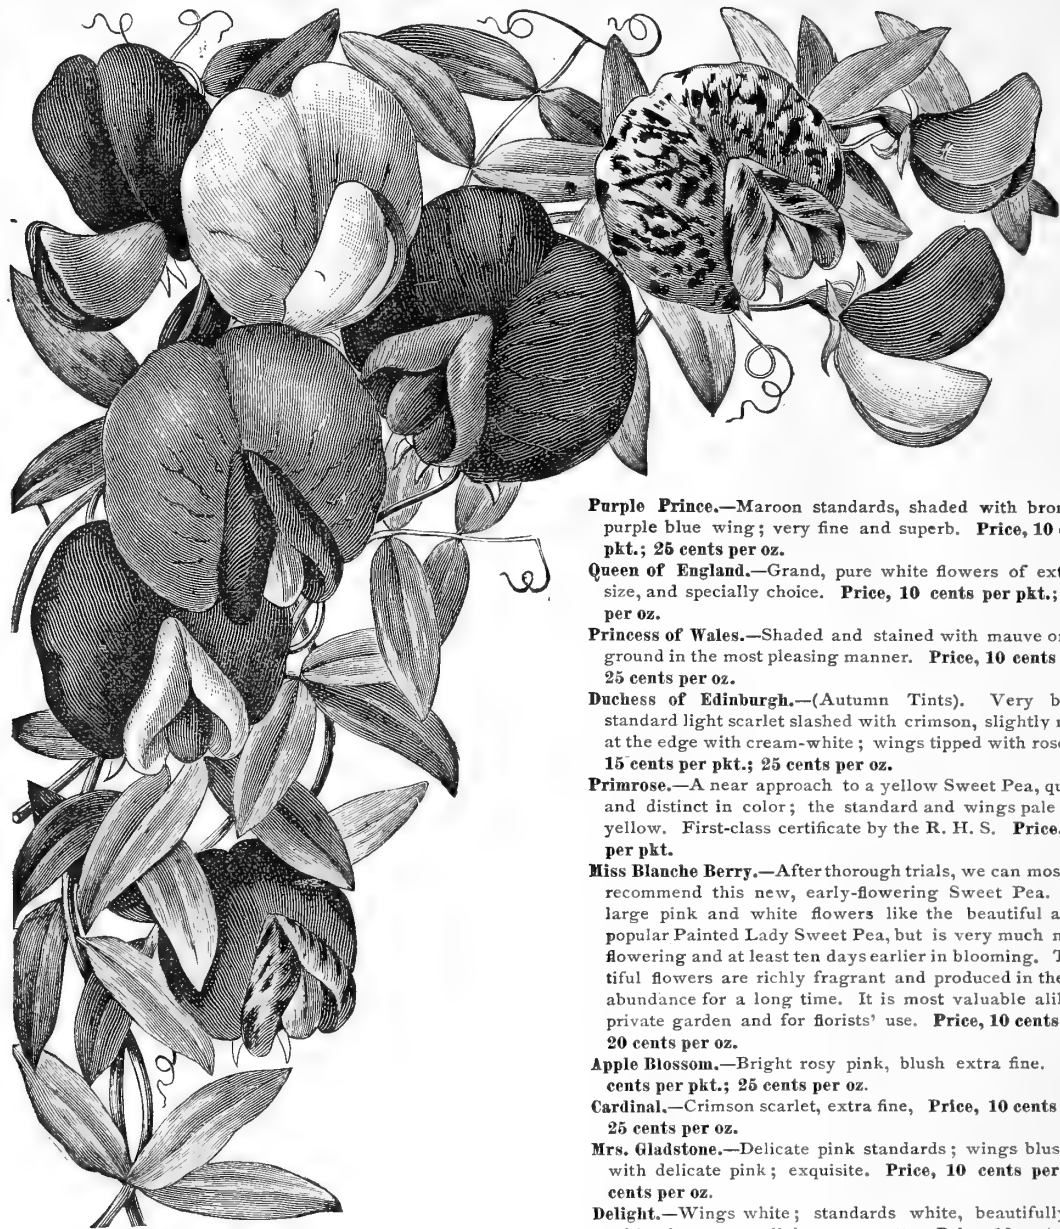 Purple Prince.—Maroon standards, shaded with
purple blue wing; very fine and superb. Price, 10
pkt.; 25 cents per oz.
Queen of England.—Grand, pure white flowers of
size, and specially choice. Price, 10 cents per pkt.;
per oz.
Princess of Wales.—Shaded and stained with mauve
ground in the most pleasing manner. Price, 10 cents
25 cents per oz.
Duchess of Edinburgh.—(Autumn Tints). Very
standard light scarlet slashed with crimson, slightly
at the edge with cream-white; wings tipped with
15 cents per pkt.; 25 cents per oz.
Primrose.—A near approach to a yellow Sweet Pea,
and distinct in color; the standard and wings pale
yellow. First-class certificate by the R. H. S. Price
per pkt.
Miss Blanche Berry.—After thorough trials, we can
recommend this new, early-flowering Sweet Pea.
large pink and white flowers like the beautiful
popular Painted Lady Sweet Pea, but is very much
flowering and at least ten days earlier in blooming.
tiful flowers are richly fragrant and produced in
abundance for a long time. It is most valuable
private garden and for florists' use. Price, 10 cents
20 cents per oz.
Apple Blossom.—Bright rosy pink, blush extra fine.
cents per pkt.; 25 cents per oz.
Cardinal.—Crimson scarlet, extra fine, Price, 10 cents
25 cents per oz.
Mrs. Gladstone.—Delicate pink standards; wings
with delicate pink; exquisite. Price, 10 cents per
cents per oz.
Delight.—Wings white; standards white,